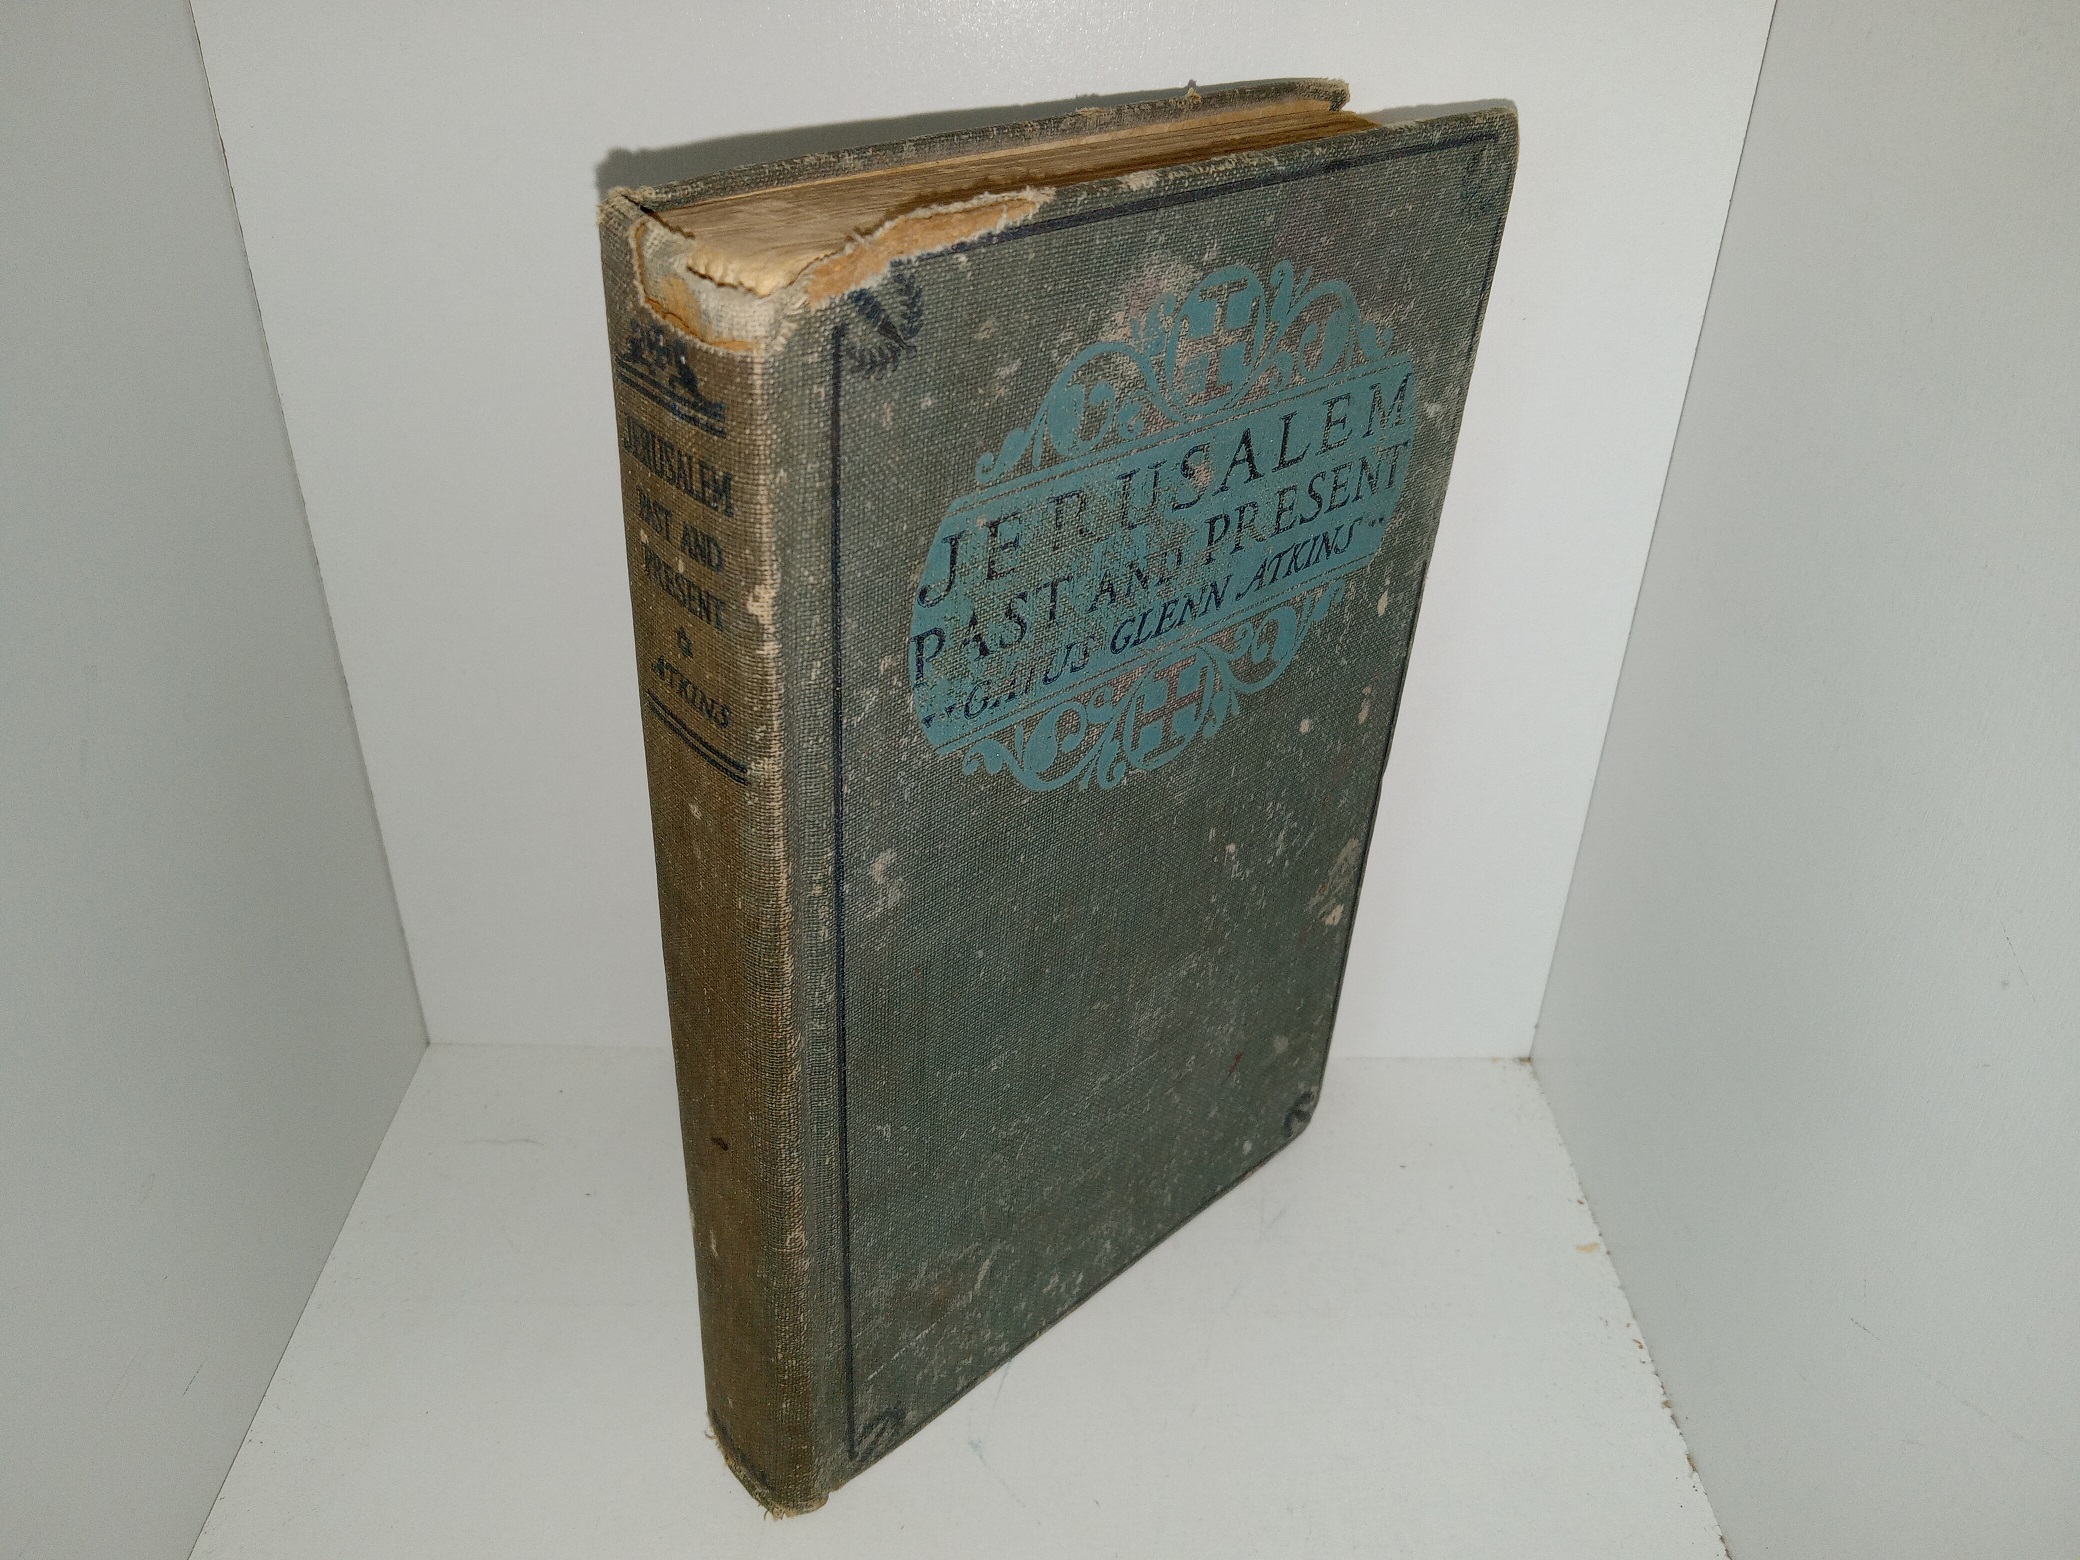 JERUSALEM
PAST AND
PRESENT
ATKINS
JERUSALEM
PAST AND PRESENT
GAIUS GLENN ATKINS